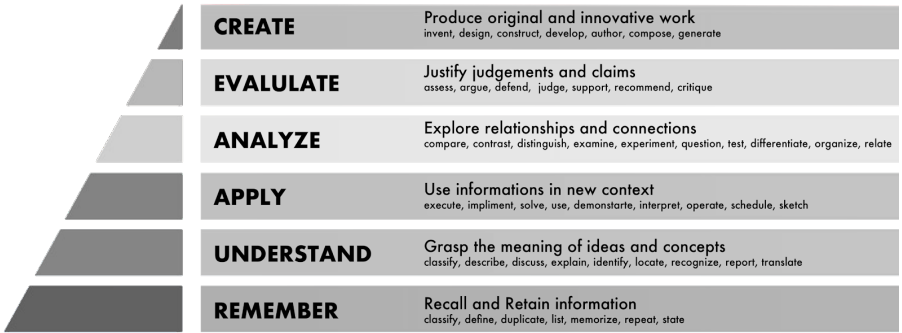 CREATE
Produce original and innovative work
invent, design, construct, develop, author, compose, generate
EVALULATE
Justify judgements and claims
assess, argue, defend, judge, support, recommend, critique
ANALYZE
Explore relationships and connections
compare, contrast, distinguish, examine, experiment, question, test, differentiate, organize, relate
APPLY
Use informations in new context
execute, impliment, solve, use, demonstarte, interpret, operate, schedule, sketch
UNDERSTAND
Grasp the meaning of ideas and concepts
classify, describe, discuss, explain, identify, locate, recognize, report, translate
REMEMBER
Recall and Retain information
classify, define, duplicate, list, memorize, repeat, state